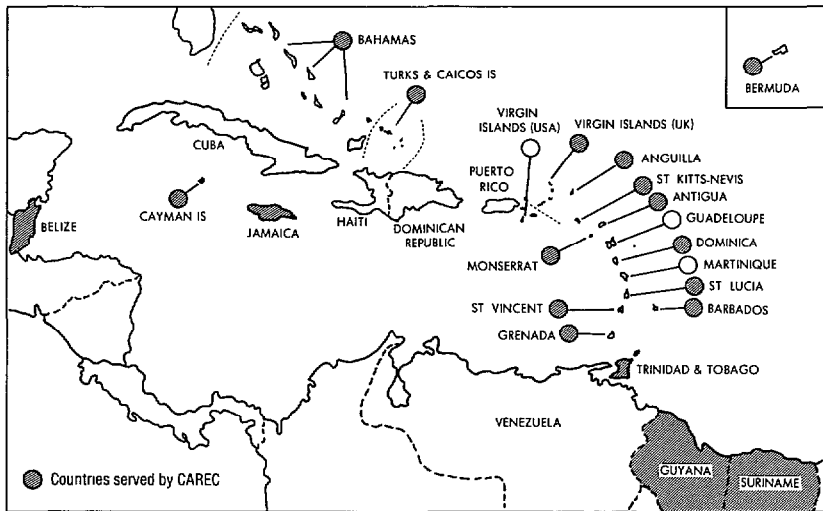 BAHAMAS
TURKS & CAICOS IS
BERMUDA
VIRGIN
ISLANDS (USA)
VIRGIN ISLANDS (UK)
CUBA
ANGUILLA
PUERTO
RICO
ST KITTS-NEVIS
ANTIGUA
CAYMAN IS
JAMAICA
HAITI
DOMINICAN
REPUBLIC
GUADELOUPE
BELIZE
DOMINICA
MONSERRAT
MARTINIQUE
ST LUCIA
ST VINCENT
BARBADOS
GRENADA
TRINIDAD & TOBAGO
VENEZUELA
GUYANA
SURINAME
Countries served by CAREC